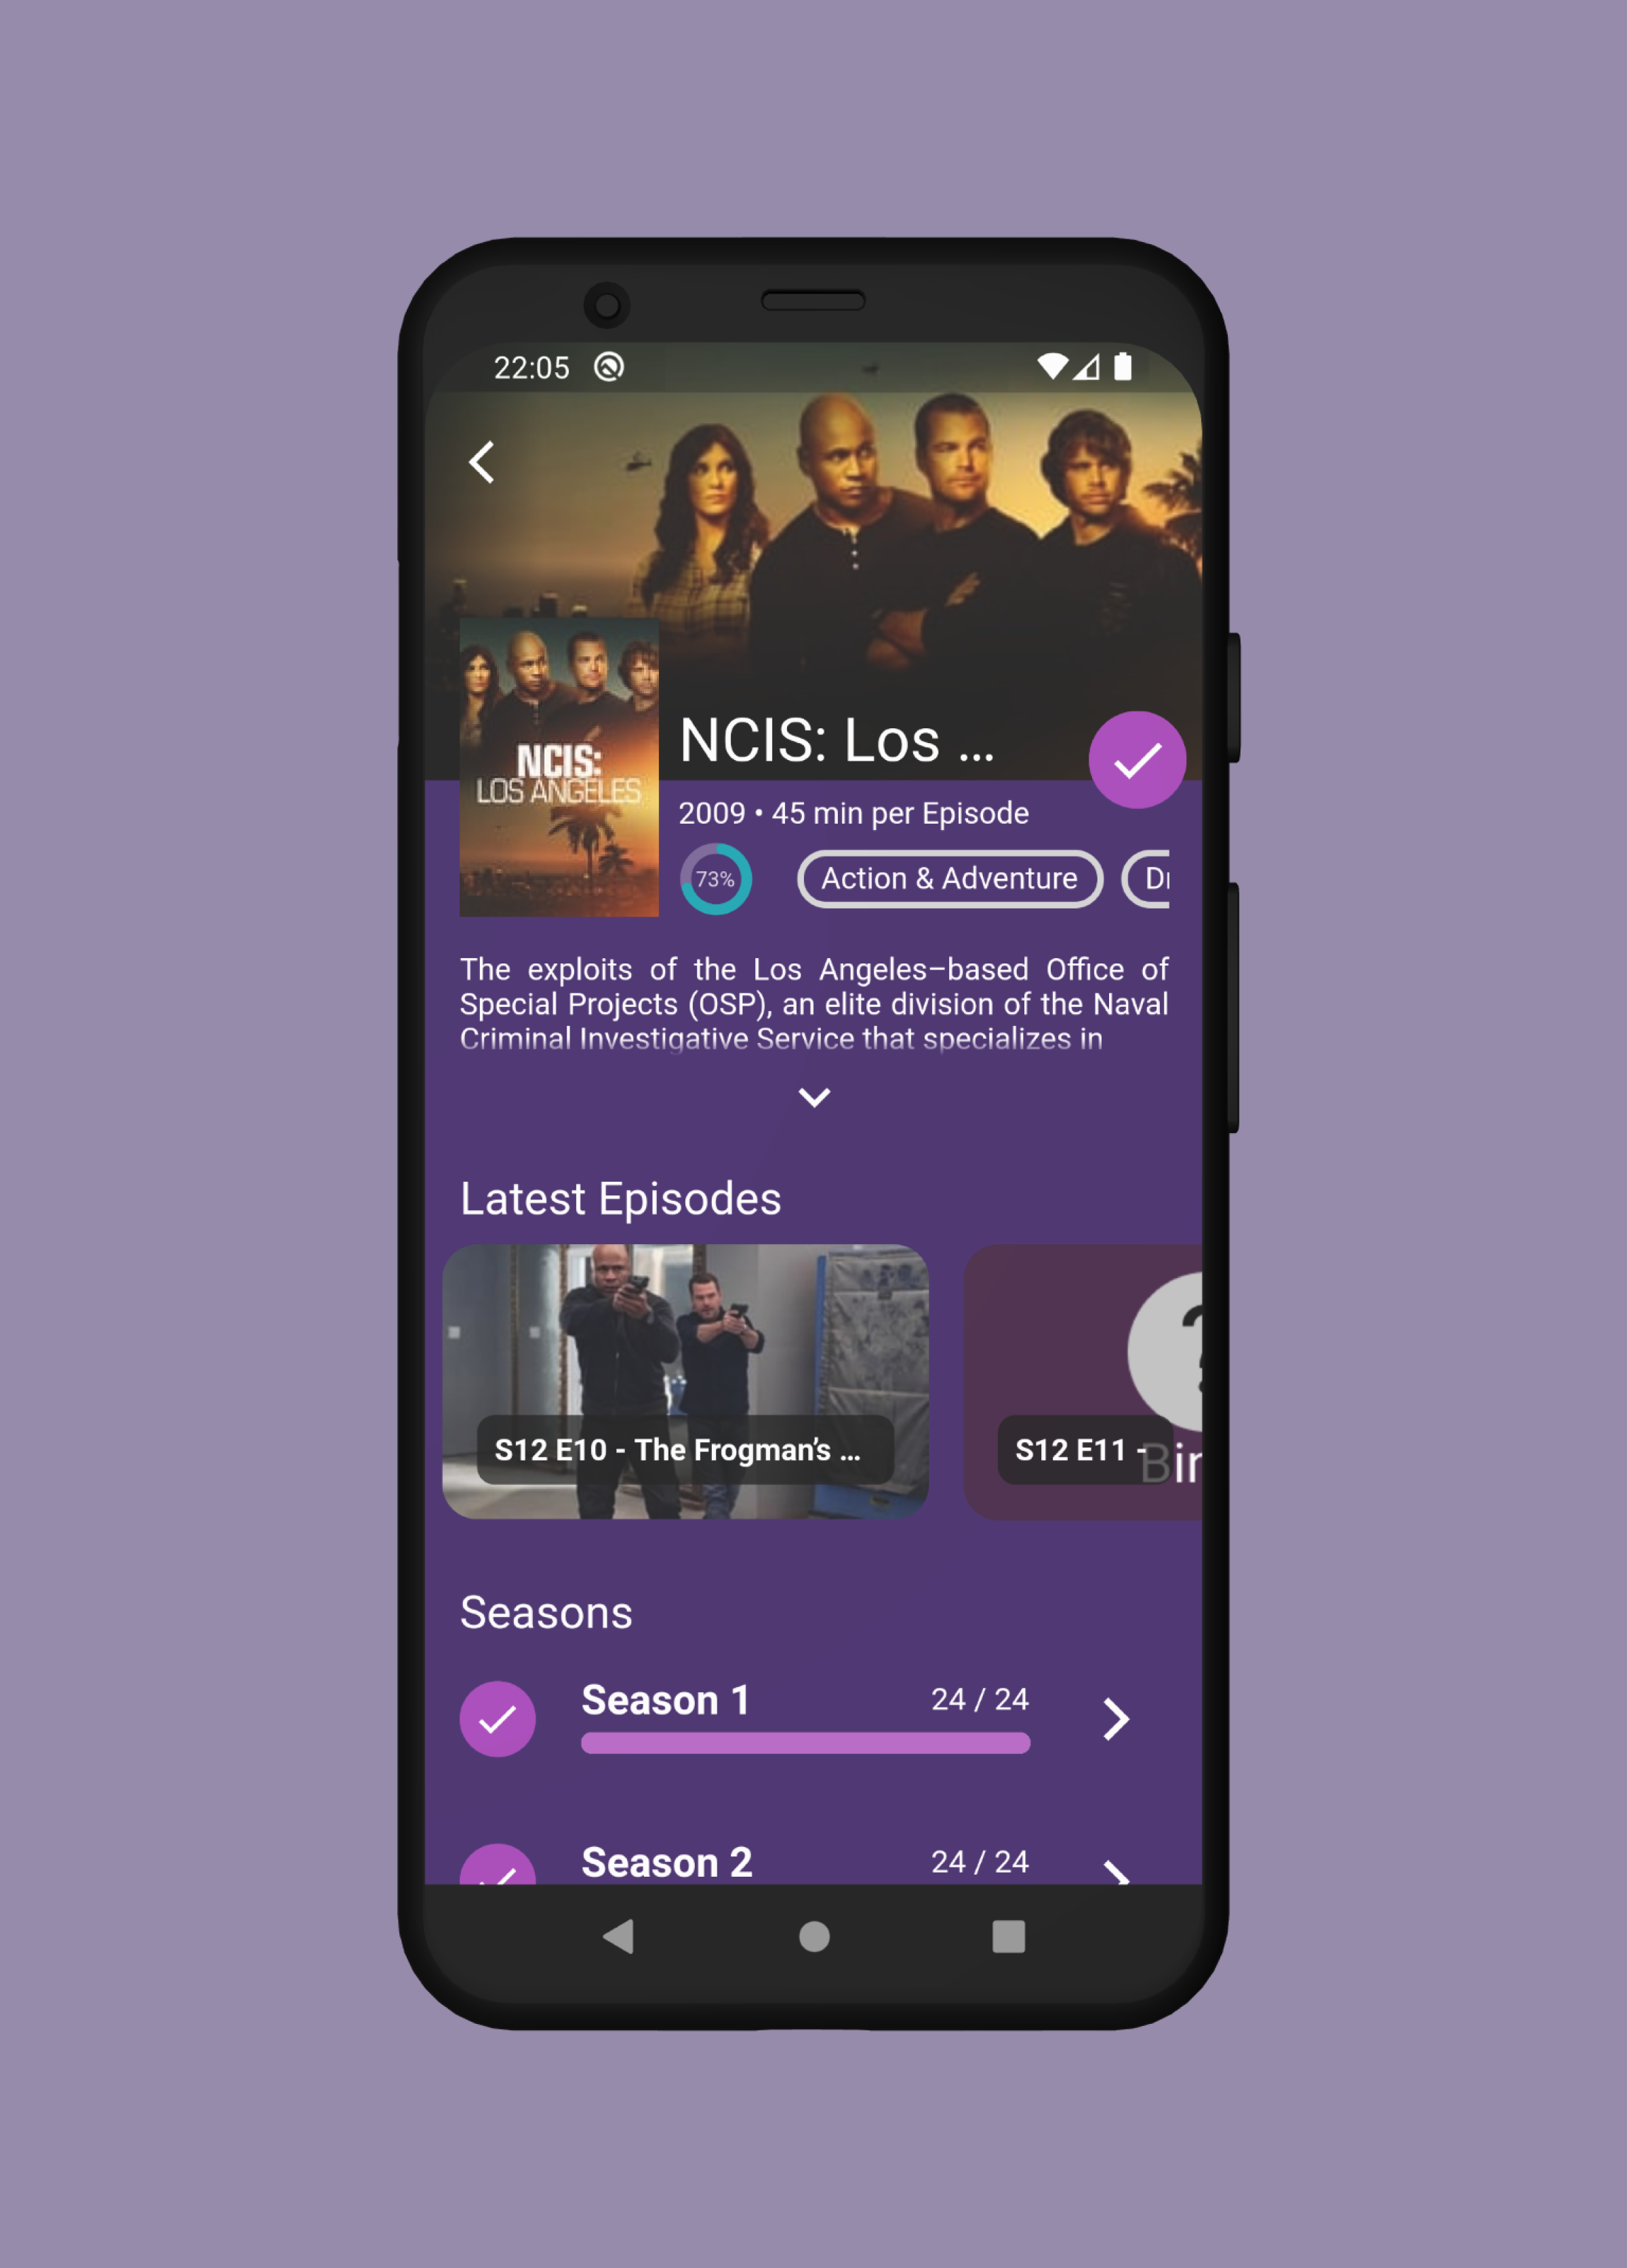 22:05
NCIS:
LOS ANGELES
NCIS: Los ...
2009 • 45 min per Episode
73%
Action & Adventure
The exploits of the Los Angeles–based Office of
Special Projects (OSP), an elite division of the Naval
Criminal Investigative Service that specializes in
Latest Episodes
S12 E10 - The Frogman’s ...
S12 E11 -
Seasons
Season 1
24 / 24
Season 2
24 / 24